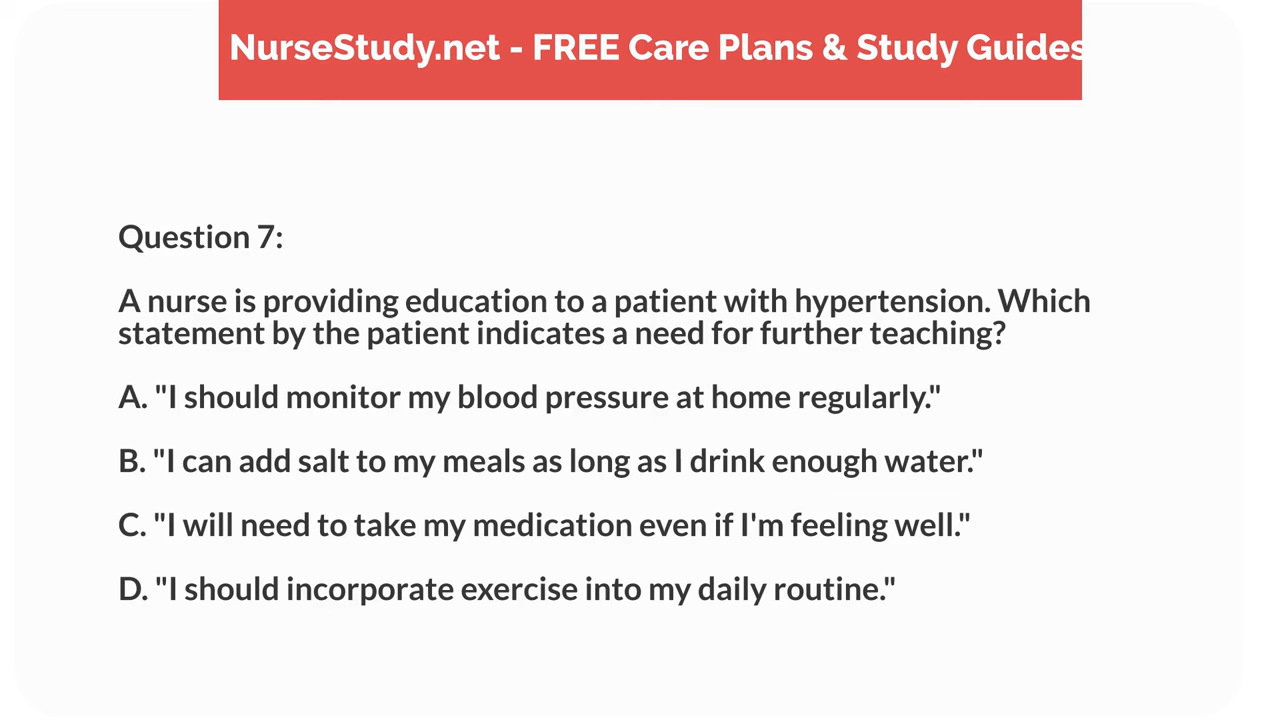 NurseStudy.net - FREE Care Plans & Study Guides
Question 7:
A nurse is providing education to a patient with hypertension. Which
statement by the patient indicates a need for further teaching?
A. "I should monitor my blood pressure at home regularly."
B. "I can add salt to my meals as long as I drink enough water."
C. "I will need to take my medication even if I'm feeling well."
D. "I should incorporate exercise into my daily routine."